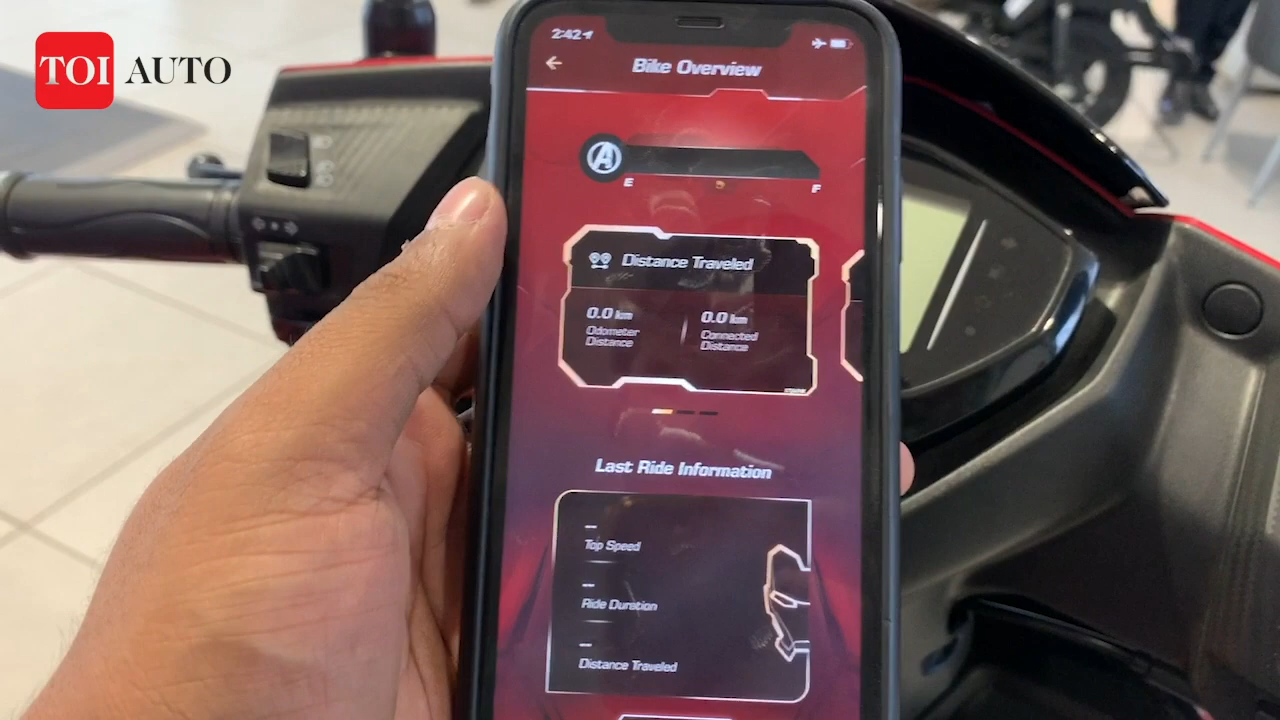 TOI AUTO
2:42
Bike Overview
E
F
Distance Traveled
0.0 km
Odometer
Distance
0.0 km
Connected
Distance
Last Ride Information
--
Top Speed
--
Ride Duration
--
Distance Traveled